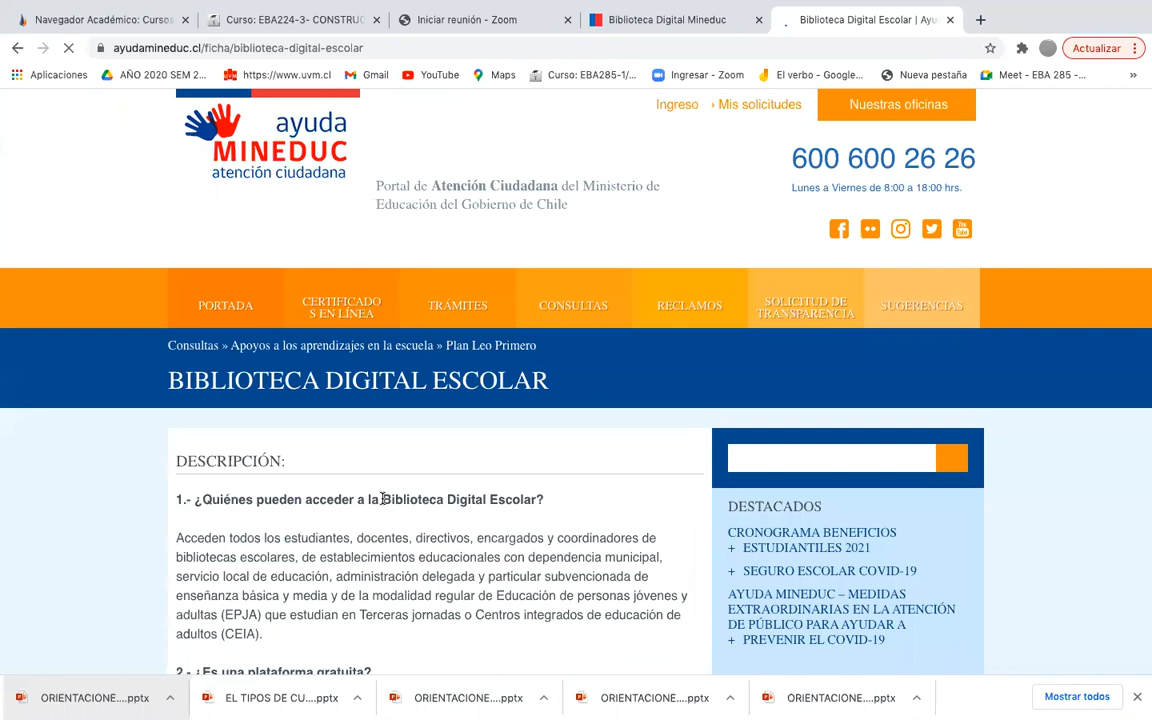 Navegador Académico: Cursos
Curso: EBA224-3- CONSTRUC
Iniciar reunión - Zoom
Biblioteca Digital Mineduc
Biblioteca Digital Escolar | Ayu
ayudamineduc.cl/ficha/biblioteca-digital-escolar
Actualizar
Aplicaciones
AÑO 2020 SEM 2...
https://www.uvm.cl
Gmail
YouTube
Maps
Curso: EBA285-1/...
Ingresar - Zoom
El verbo - Google...
Nueva pestaña
Meet - EBA 285 -...
»
ayuda
MINEDUC
atención ciudadana
Portal de Atención Ciudadana del Ministerio de
Educación del Gobierno de Chile
Ingreso › Mis solicitudes
Nuestras oficinas
600 600 26 26
Lunes a Viernes de 8:00 a 18:00 hrs.
You
Tube
PORTADA
CERTIFICADO
S EN LÍNEA
TRÁMITES
CONSULTAS
RECLAMOS
SOLICITUD DE
TRANSPARENCIA
SUGERENCIAS
Consultas » Apoyos a los aprendizajes en la escuela » Plan Leo Primero
BIBLIOTECA DIGITAL ESCOLAR
DESCRIPCIÓN:
1.- ¿Quiénes pueden acceder a la Biblioteca Digital Escolar?
Acceden todos los estudiantes, docentes, directivos, encargados y coordinadores de
bibliotecas escolares, de establecimientos educacionales con dependencia municipal,
servicio local de educación, administración delegada y particular subvencionada de
enseñanza básica y media y de la modalidad regular de Educación de personas jóvenes y
adultas (EPJA) que estudian en Terceras jornadas o Centros integrados de educación de
adultos (CEIA).
2.- ¿Es una plataforma gratuita?
DESTACADOS
CRONOGRAMA BENEFICIOS
+ ESTUDIANTILES 2021
+ SEGURO ESCOLAR COVID-19
AYUDA MINEDUC – MEDIDAS
EXTRAORDINARIAS EN LA ATENCIÓN
DE PÚBLICO PARA AYUDAR A
+ PREVENIR EL COVID-19
ORIENTACIONE....pptx
EL TIPOS DE CU....pptx
ORIENTACIONE....pptx
ORIENTACIONE....pptx
ORIENTACIONE....pptx
Mostrar todos